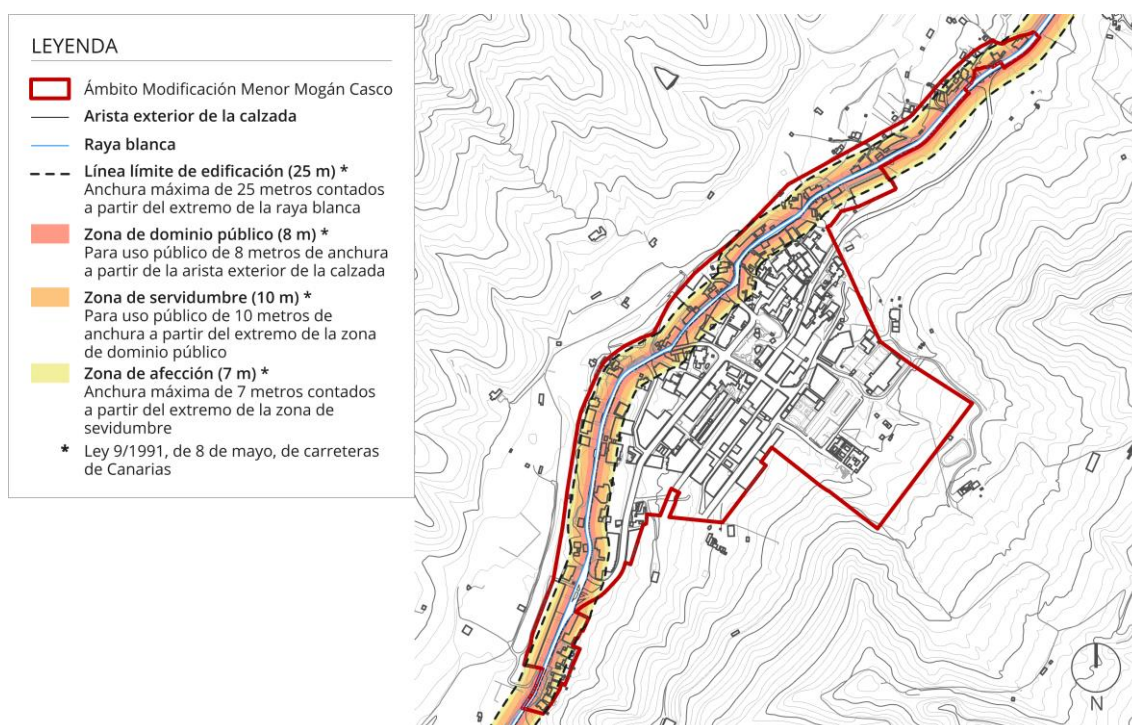 LEYENDA
Ámbito Modificación Menor Mogán Casco
Arista exterior de la calzada
Raya blanca
Línea límite de edificación (25 m) *
Anchura máxima de 25 metros contados
a partir del extremo de la raya blanca
Zona de dominio público (8 m) *
Para uso público de 8 metros de anchura
a partir de la arista exterior de la calzada
Zona de servidumbre (10 m) *
Para uso público de 10 metros de
anchura a partir del extremo de la zona
de dominio público
Zona de afección (7 m) *
Anchura máxima de 7 metros contados
a partir del extremo de la zona de
sevidumbre
* Ley 9/1991, de 8 de mayo, de carreteras
de Canarias
N